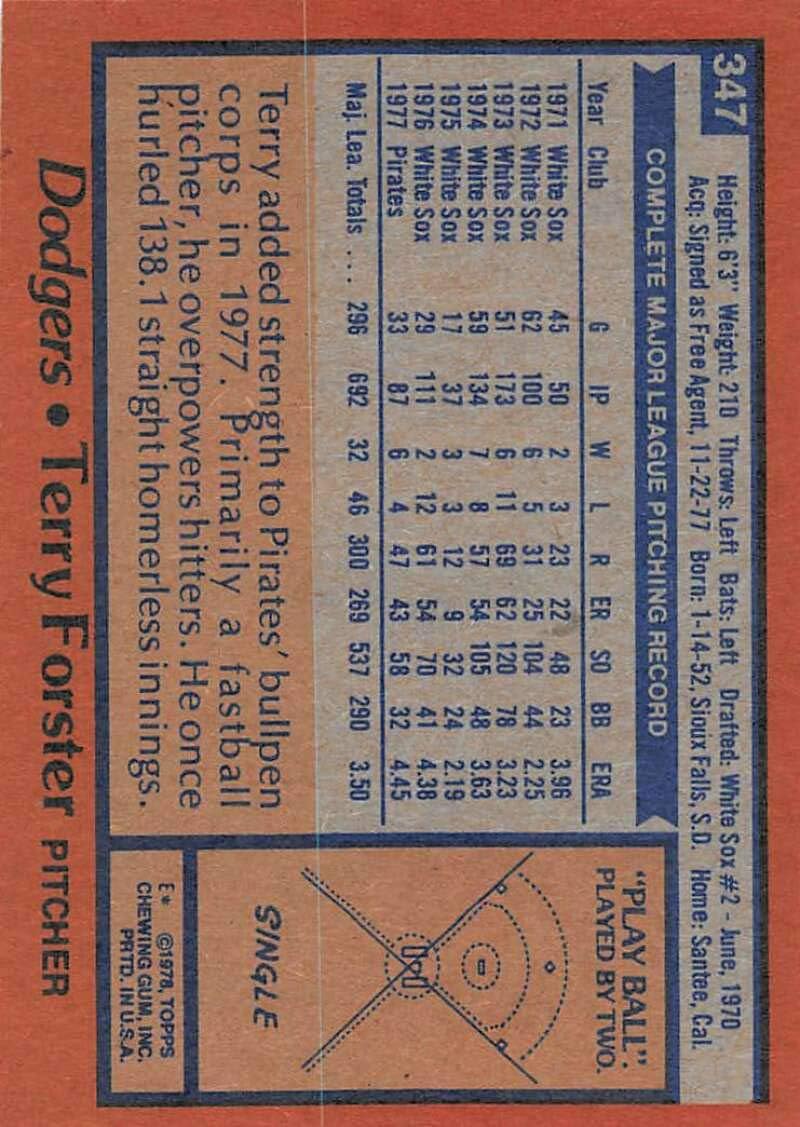 347
Height: 6'3" Weight: 210 Throws: Left Bats: Left Drafted: White Sox #2 - June, 1970
Acq: Signed as Free Agent, 11-22-77 Born: 1-14-52, Sioux Falls, S.D. Home: Santee, Cal.
COMPLETE MAJOR LEAGUE PITCHING RECORD
Year Club G IP W L R ER SO BB ERA
1971 White Sox 45 50 2 3 23 22 48 23 3.96
1972 White Sox 62 100 6 5 31 25 104 44 2.25
1973 White Sox 51 173 6 11 69 62 120 78 3.23
1974 White Sox 59 134 7 8 57 54 105 48 3.63
1975 White Sox 17 37 3 3 12 9 32 24 2.19
1976 White Sox 29 111 2 12 61 54 70 41 4.38
1977 Pirates 33 87 6 4 47 43 58 32 4.45
Maj. Lea. Totals .... 296 692 32 46 300 269 537 290 3.50
Terry added strength to Pirates' bullpen
corps in 1977. Primarily a fastball
pitcher, he overpowers hitters. He once
hurled 138.1 straight homerless innings.
"PLAY BALL".
PLAYED BY TWO.
SINGLE
E* ©1978, TOPPS
CHEWING GUM, INC.
PRTD. IN U.S.A.
Dodgers • Terry Forster PITCHER